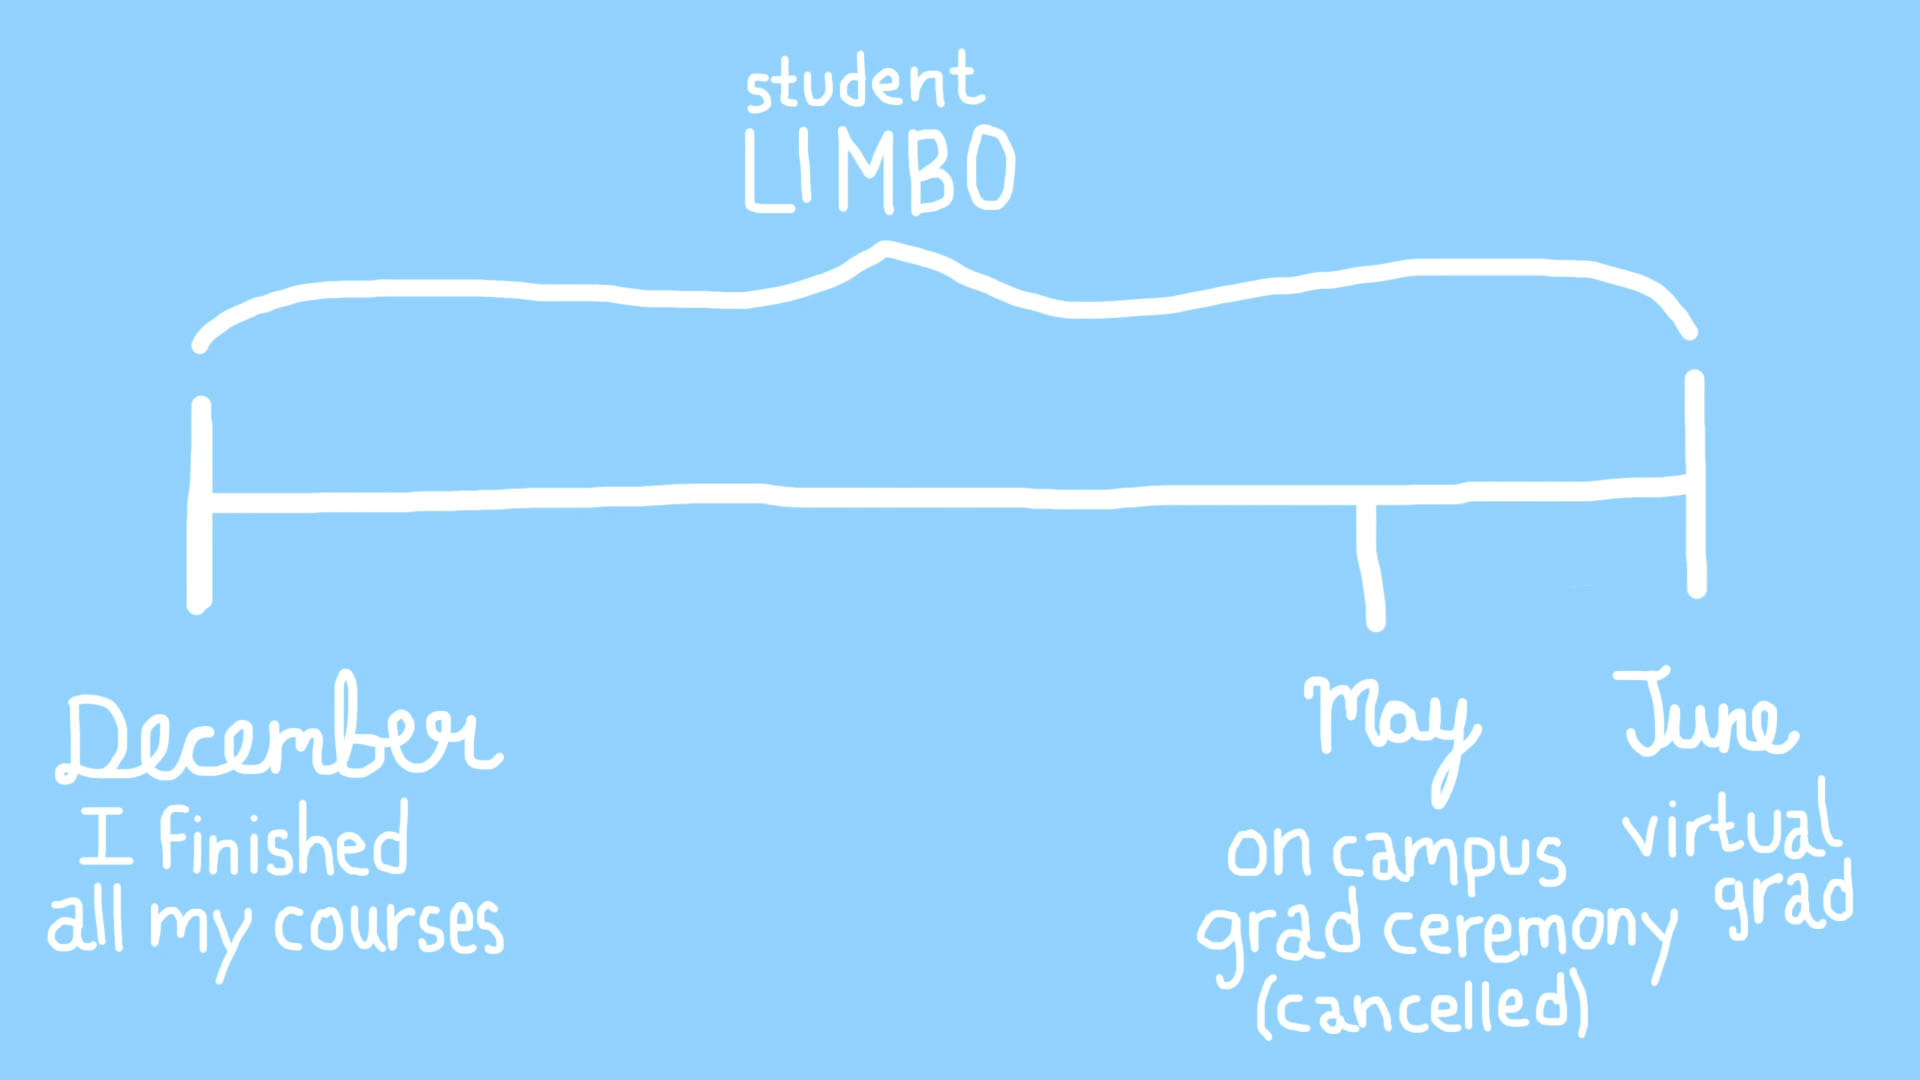 student
LIMBO
December
I finished
all my courses
May
on campus
grad ceremony
(cancelled)
June
virtual
grad